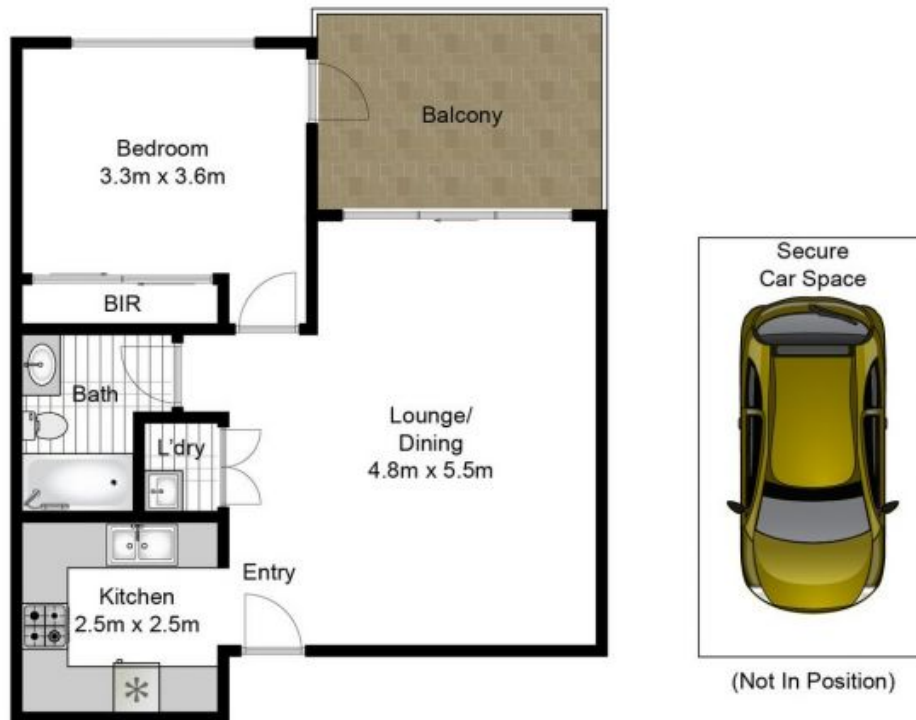 Balcony
Bedroom
3.3m x 3.6m
BIR
Bath
L'dry
Lounge/
Dining
4.8m x 5.5m
Entry
Kitchen
2.5m x 2.5m
Secure
Car Space
(Not In Position)